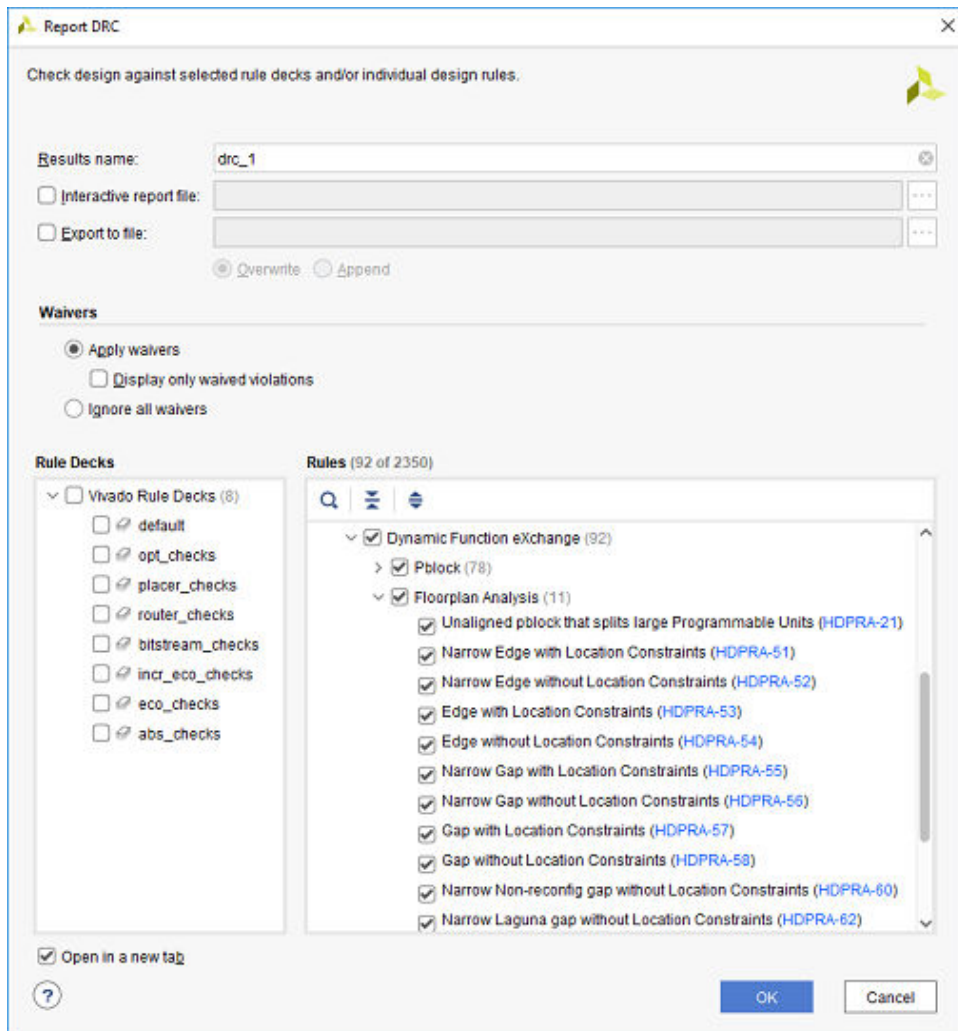 Report DRC
Check design against selected rule decks and/or individual design rules.
Results name: drc_1
Interactive report file: ...
Export to file: ...
Overwrite Append
Waivers
Apply waivers
Display only waived violations
Ignore all waivers
Rule Decks
Vivado Rule Decks (8)
default
opt_checks
placer_checks
router_checks
bitstream_checks
incr_eco_checks
eco_checks
abs_checks
Rules (92 of 2350)
Dynamic Function eXchange (92)
Pblock (78)
Floorplan Analysis (11)
Unaligned pblock that splits large Programmable Units (HDPRA-21)
Narrow Edge with Location Constraints (HDPRA-51)
Narrow Edge without Location Constraints (HDPRA-52)
Edge with Location Constraints (HDPRA-53)
Edge without Location Constraints (HDPRA-54)
Narrow Gap with Location Constraints (HDPRA-55)
Narrow Gap without Location Constraints (HDPRA-56)
Gap with Location Constraints (HDPRA-57)
Gap without Location Constraints (HDPRA-58)
Narrow Non-reconfig gap without Location Constraints (HDPRA-60)
Narrow Laguna gap without Location Constraints (HDPRA-62)
Open in a new tab
?
OK Cancel